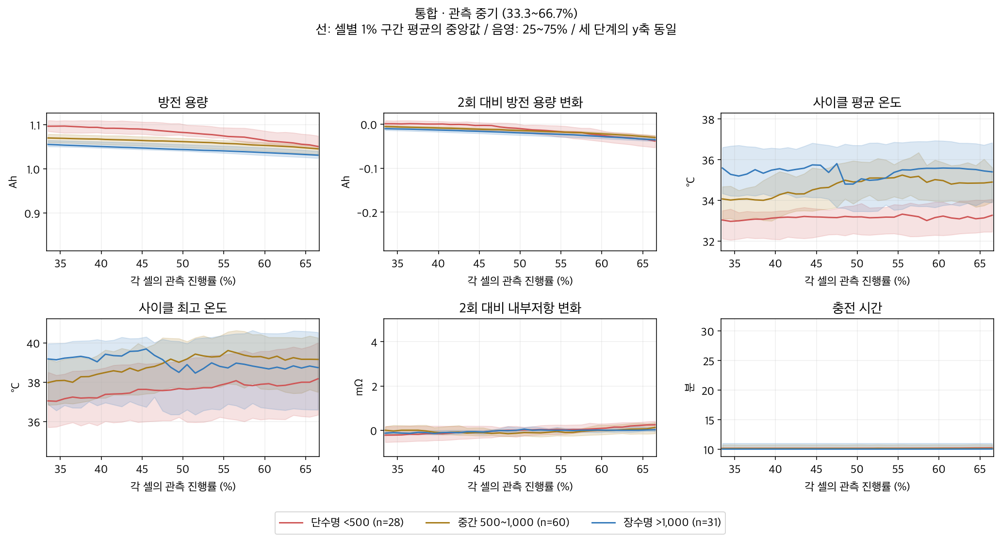 통합 · 관측 중기 (33.3~66.7%)
선: 셀별 1% 구간 평균의 중앙값 / 음영: 25~75% / 세 단계의 y축 동일
방전 용량
1.1
1.0
0.9
Ah
35 40 45 50 55 60 65
각 셀의 관측 진행률 (%)
2회 대비 방전 용량 변화
0.0
-0.1
-0.2
Ah
35 40 45 50 55 60 65
각 셀의 관측 진행률 (%)
사이클 평균 온도
38
36
34
32
°C
35 40 45 50 55 60 65
각 셀의 관측 진행률 (%)
사이클 최고 온도
40
38
36
°C
35 40 45 50 55 60 65
각 셀의 관측 진행률 (%)
2회 대비 내부저항 변화
4
2
0
mΩ
35 40 45 50 55 60 65
각 셀의 관측 진행률 (%)
충전 시간
30
25
20
15
10
분
35 40 45 50 55 60 65
각 셀의 관측 진행률 (%)
단수명 <500 (n=28) 중간 500~1,000 (n=60) 장수명 >1,000 (n=31)